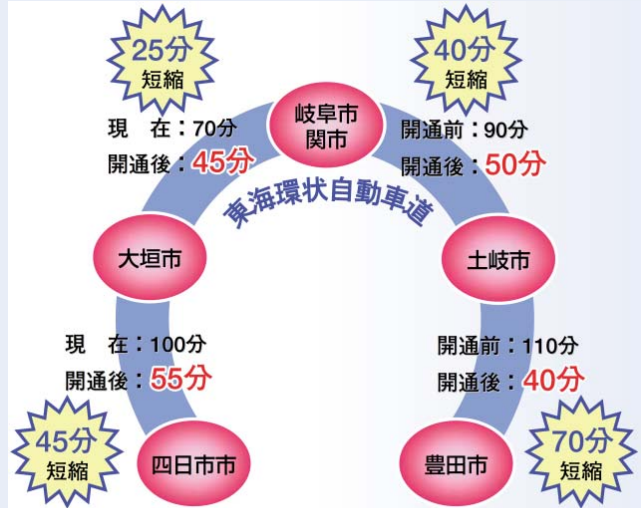 25分
短縮
40分
短縮
岐阜市
関市
現　在：70分
開通後：45分
開通前：90分
開通後：50分
東海環状自動車道
大垣市
土岐市
現　在：100分
開通後：55分
開通前：110分
開通後：40分
45分
短縮
四日市市
豊田市
70分
短縮